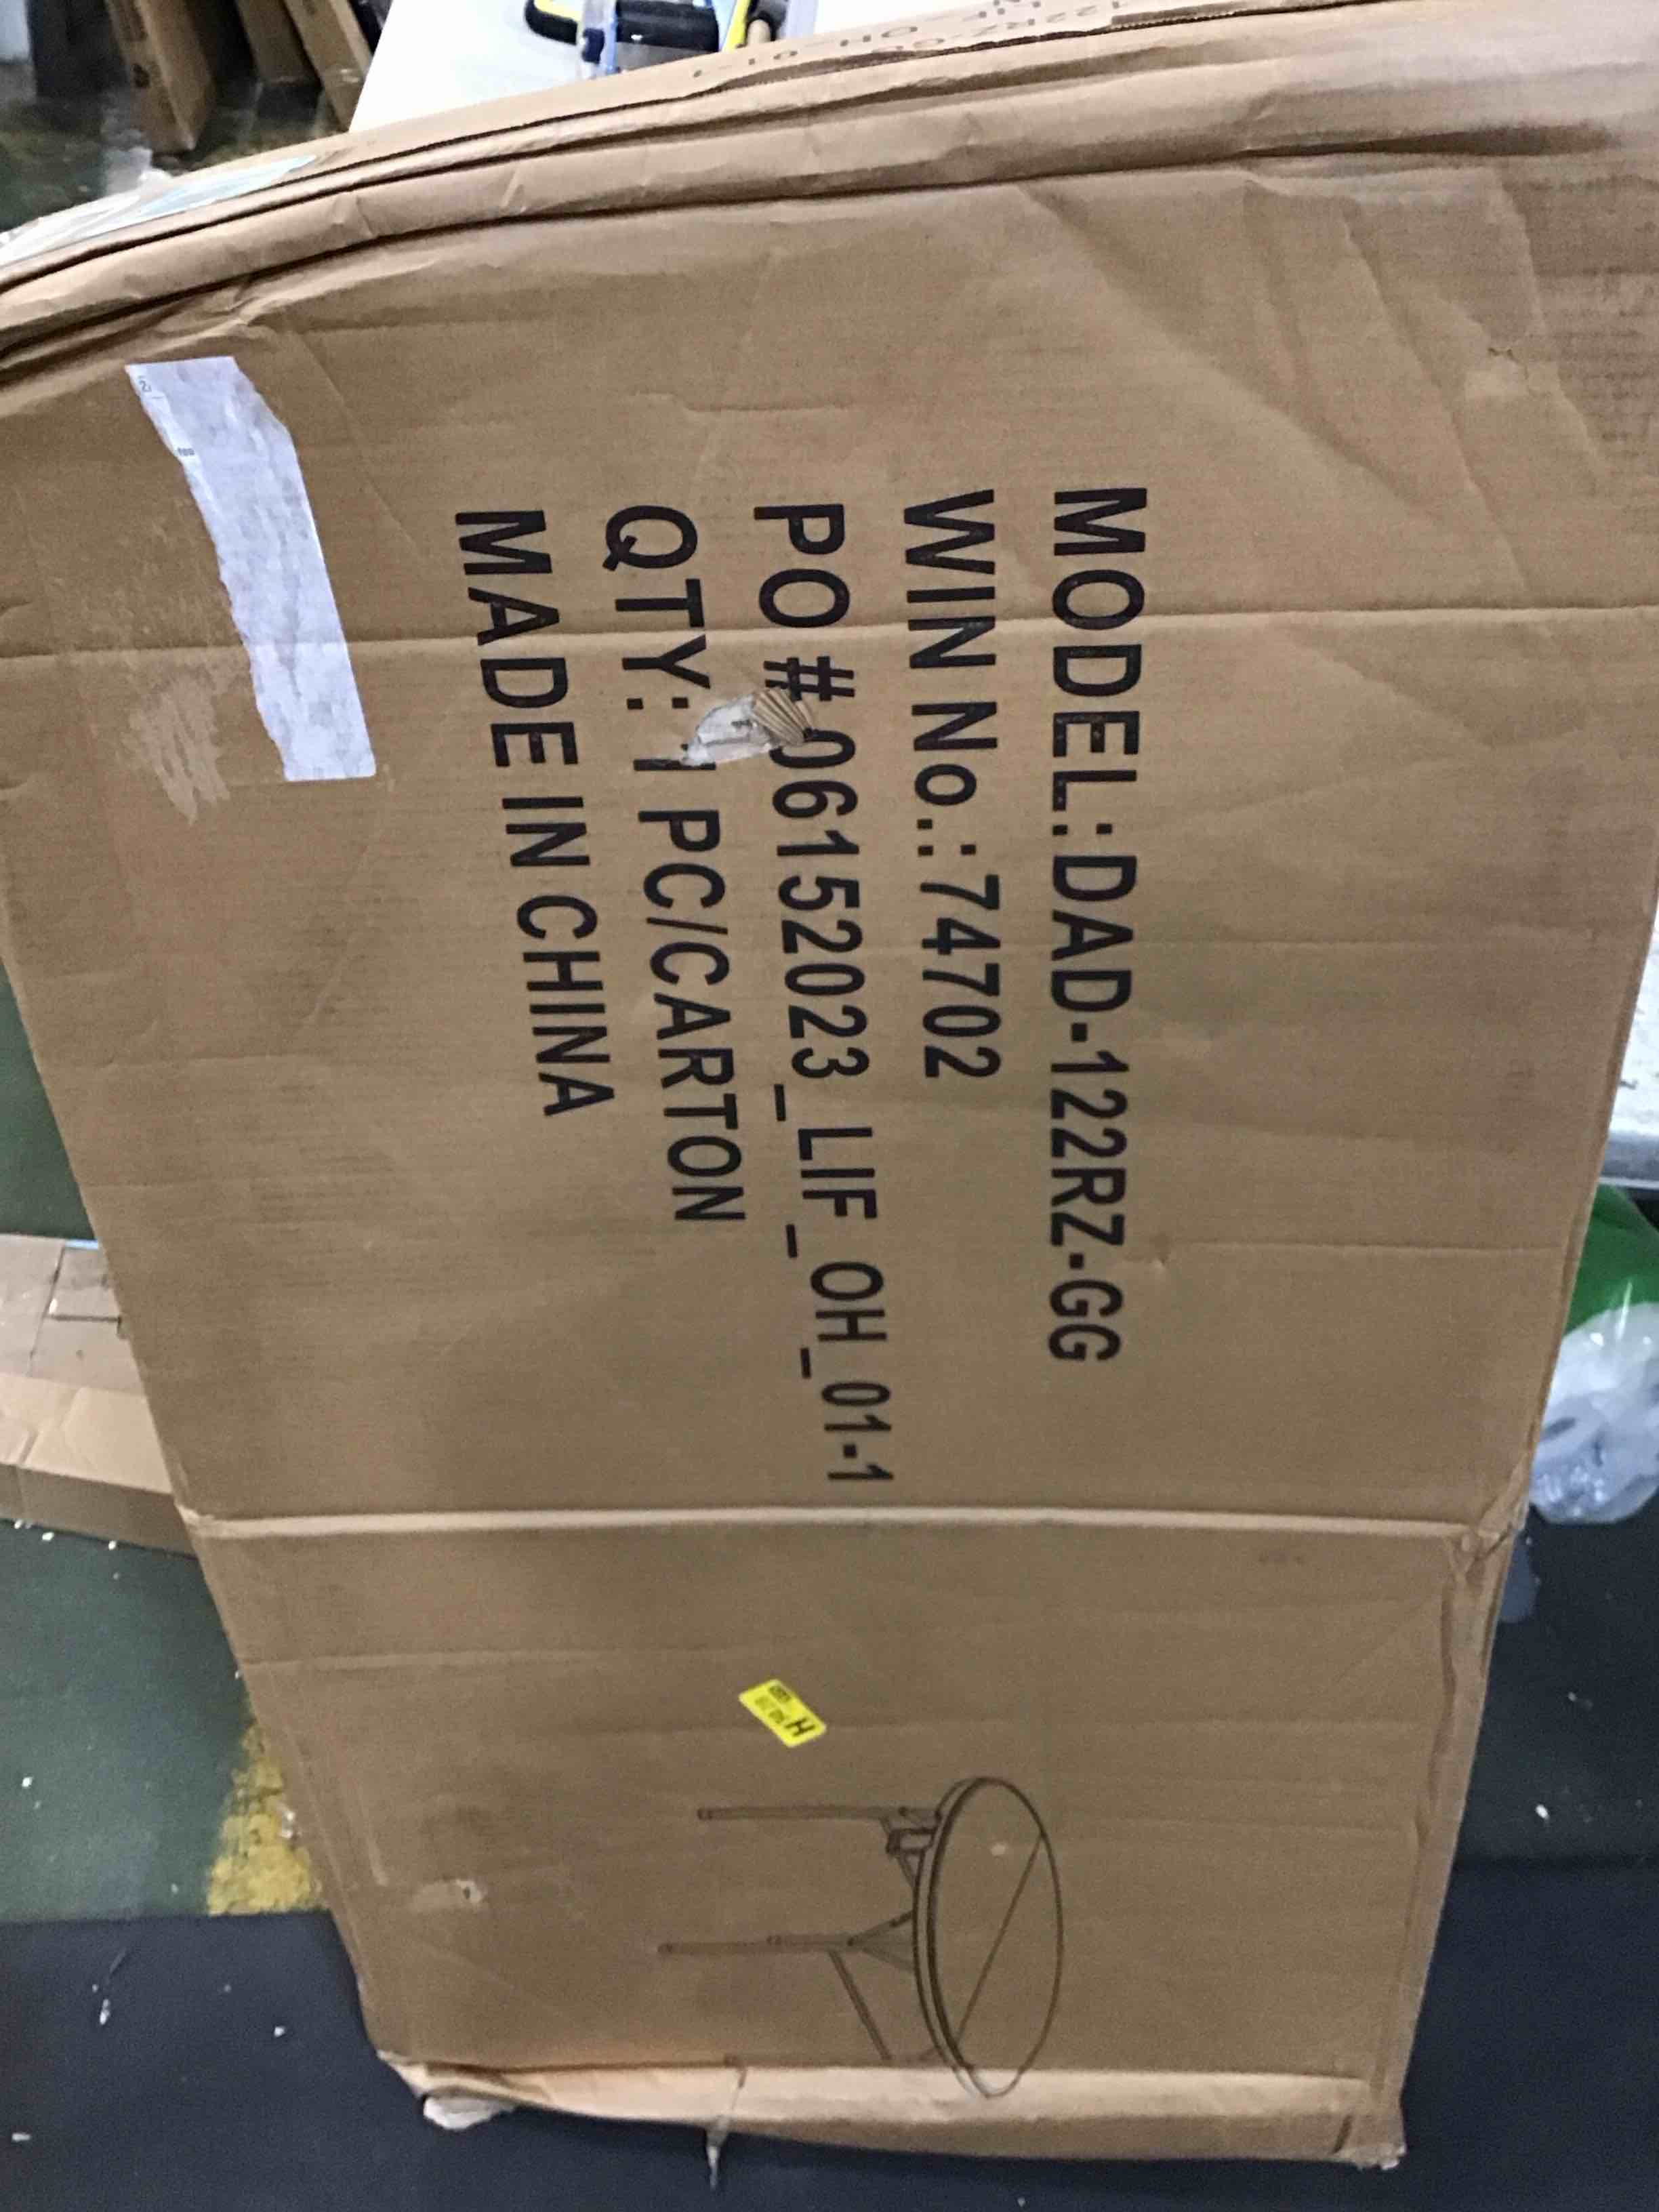 MODEL:DAD-122RZ-GG
WIN No.:74702
PO #:06152023_LIF_OH_01-1
QTY: 1 PC/CARTON
MADE IN CHINA
H